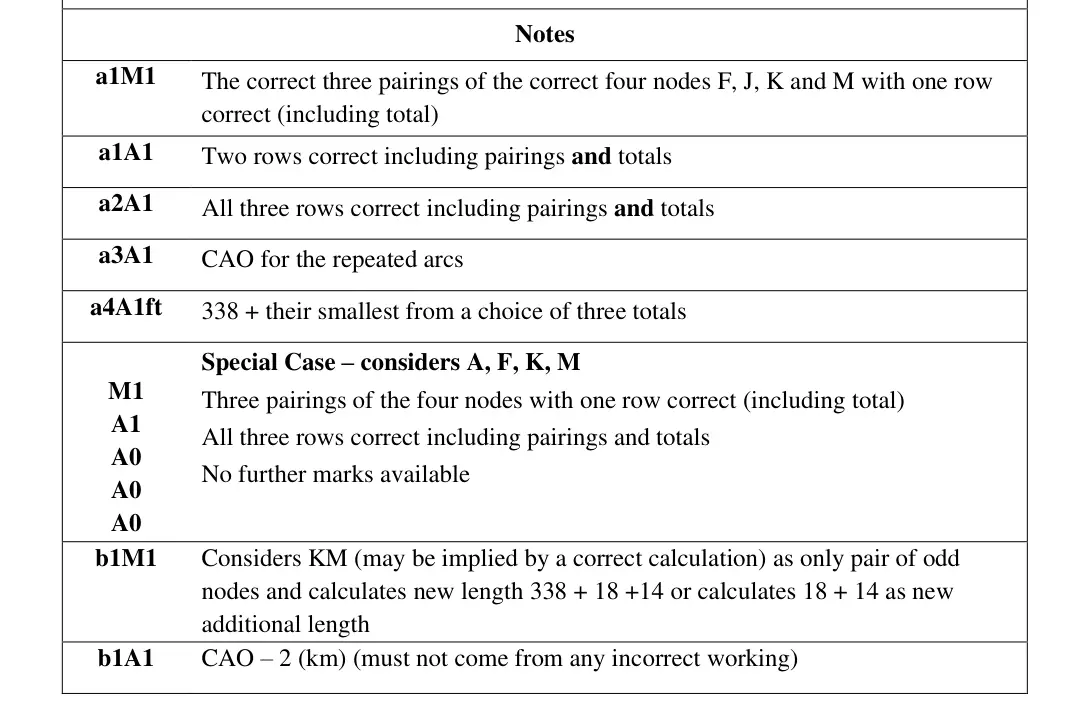 Notes
a1M1 The correct three pairings of the correct four nodes F, J, K and M with one row
correct (including total)
a1A1 Two rows correct including pairings and totals
a2A1 All three rows correct including pairings and totals
a3A1 CAO for the repeated arcs
a4A1ft 338 + their smallest from a choice of three totals
Special Case – considers A, F, K, M
M1 Three pairings of the four nodes with one row correct (including total)
A1 All three rows correct including pairings and totals
A0 No further marks available
A0
A0
b1M1 Considers KM (may be implied by a correct calculation) as only pair of odd
nodes and calculates new length 338 + 18 +14 or calculates 18 + 14 as new
additional length
b1A1 CAO – 2 (km) (must not come from any incorrect working)